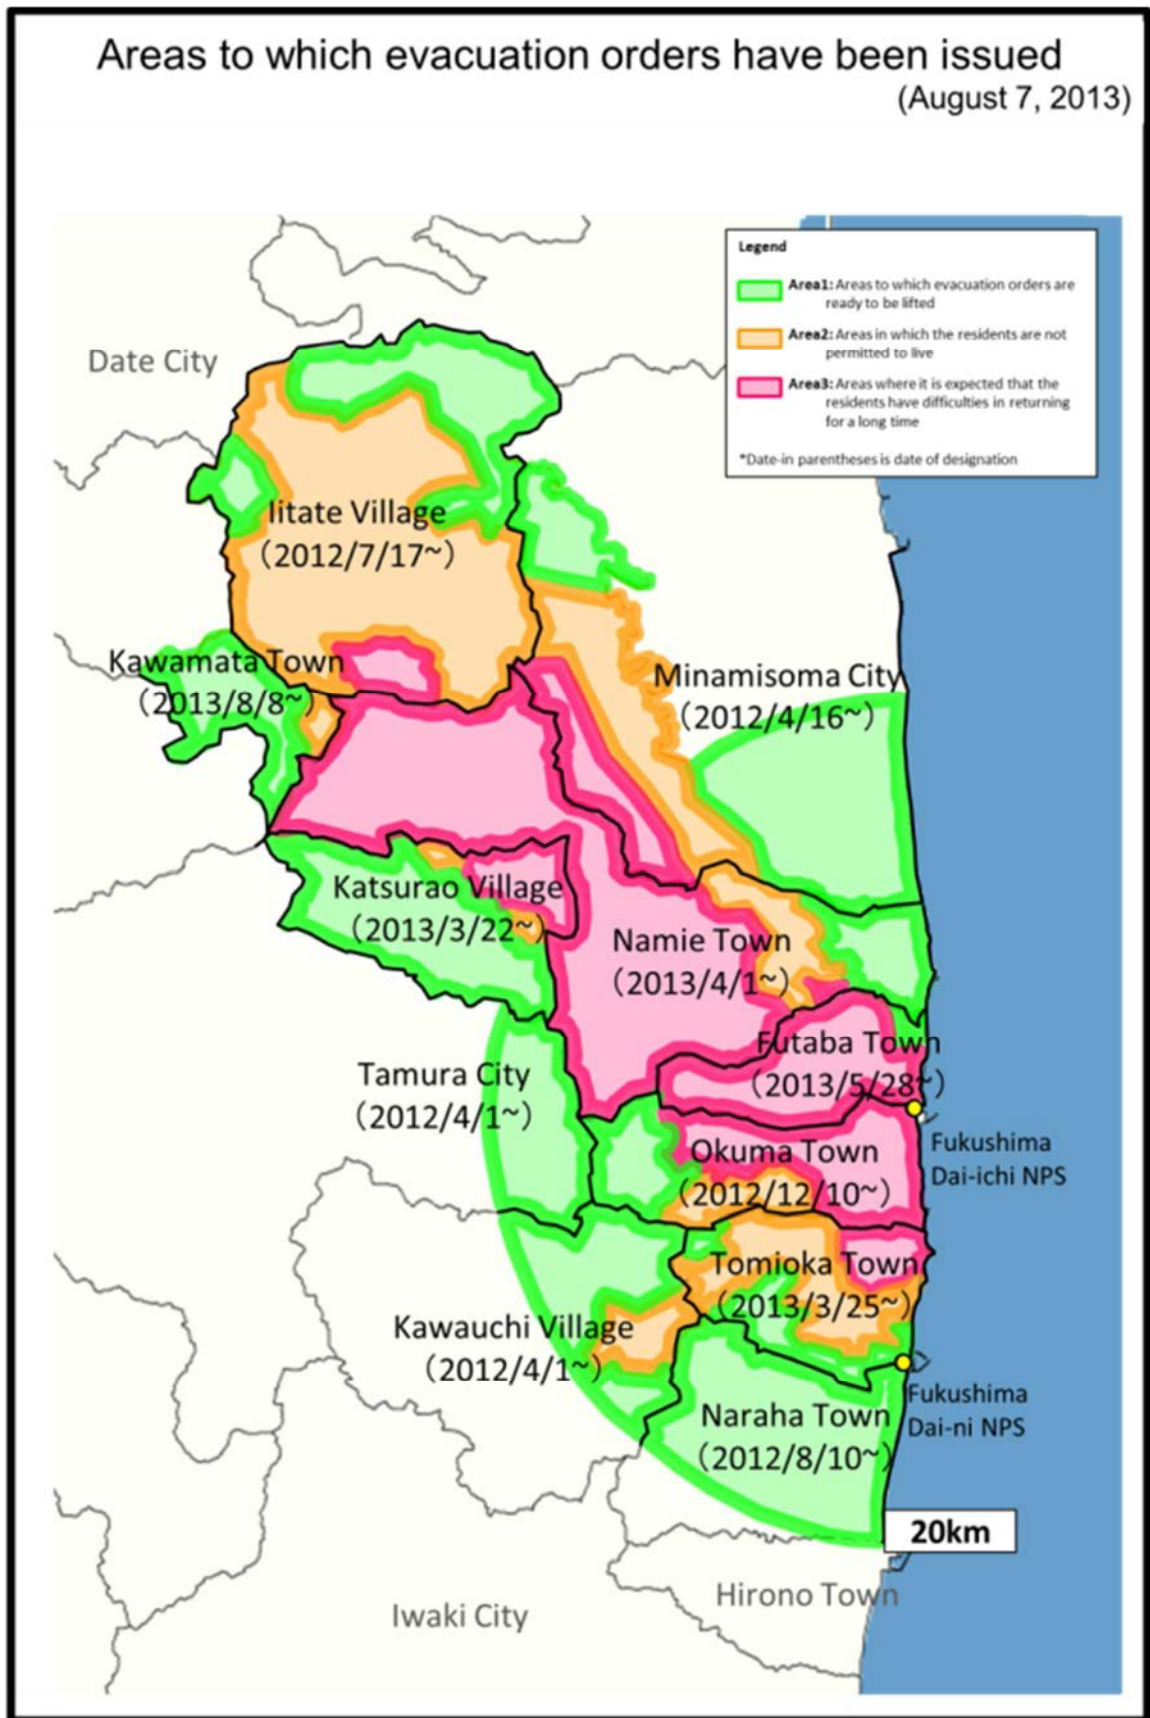 Areas to which evacuation orders have been issued
(August 7, 2013)
Legend
Area1: Areas to which evacuation orders are
ready to be lifted
Area2: Areas in which the residents are not
permitted to live
Area3: Areas where it is expected that the
residents have difficulties in returning
for a long time
*Date-in parentheses is date of designation
Date City
Iitate Village
(2012/7/17~)
Kawamata Town
(2013/8/8~)
Minamisoma City
(2012/4/16~)
Katsurao Village
(2013/3/22~)
Namie Town
(2013/4/1~)
Futaba Town
(2013/5/28~)
Tamura City
(2012/4/1~)
Fukushima
Dai-ichi NPS
Okuma Town
(2012/12/10~)
Tomioka Town
(2013/3/25~)
Kawauchi Village
(2012/4/1~)
Fukushima
Dai-ni NPS
Naraha Town
(2012/8/10~)
20km
Hirono Town
Iwaki City